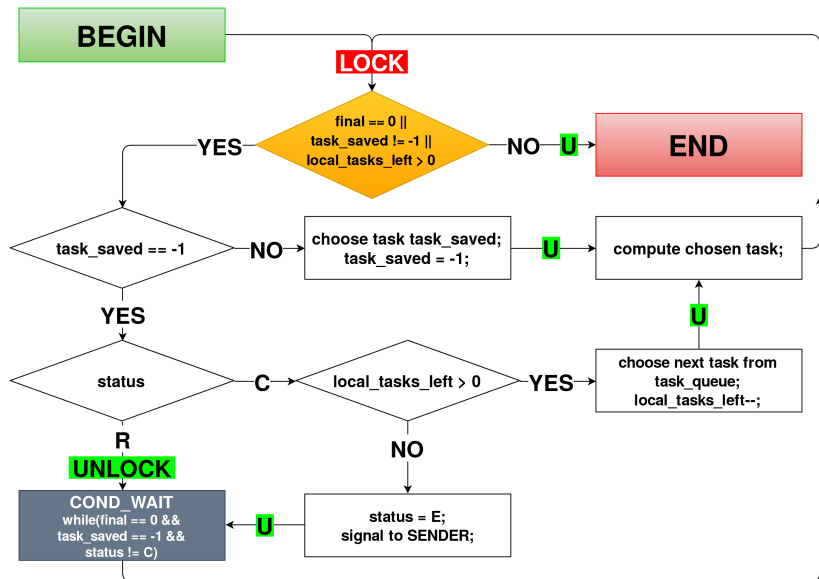 BEGIN
LOCK
final == 0 ||
task_saved != -1 ||
local_tasks_left > 0
YES
NO
U
END
task_saved == -1
NO
choose task task_saved;
task_saved = -1;
U
compute chosen task;
YES
U
status
C
local_tasks_left > 0
YES
choose next task from
task_queue;
local_tasks_left--;
R
NO
UNLOCK
COND_WAIT
while(final == 0 &&
task_saved == -1 &&
status != C)
U
status = E;
signal to SENDER;